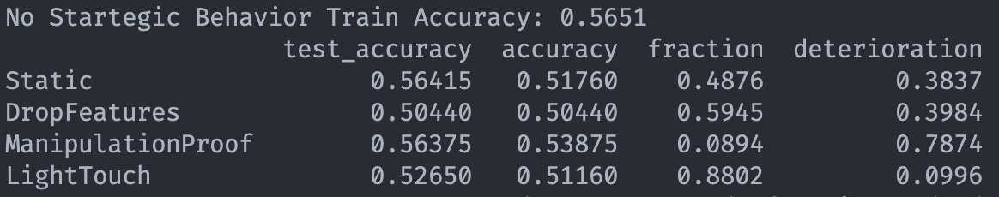 No Startegic Behavior Train Accuracy: 0.5651
test_accuracy accuracy fraction deterioration
Static 0.56415 0.51760 0.4876 0.3837
DropFeatures 0.50440 0.50440 0.5945 0.3984
ManipulationProof 0.56375 0.53875 0.0894 0.7874
LightTouch 0.52650 0.51160 0.8802 0.0996